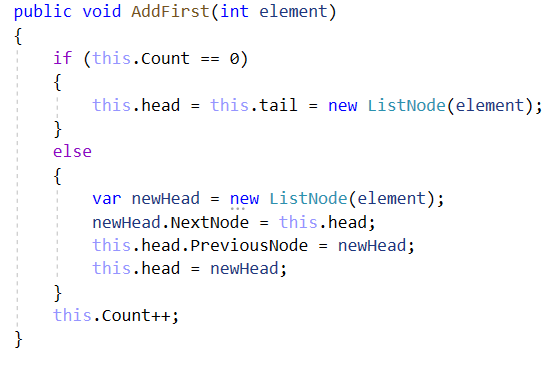 public void AddFirst(int element)
{
    if (this.Count == 0)
    {
        this.head = this.tail = new ListNode(element);
    }
    else
    {
        var newHead = new ListNode(element);
        newHead.NextNode = this.head;
        this.head.PreviousNode = newHead;
        this.head = newHead;
    }
    this.Count++;
}